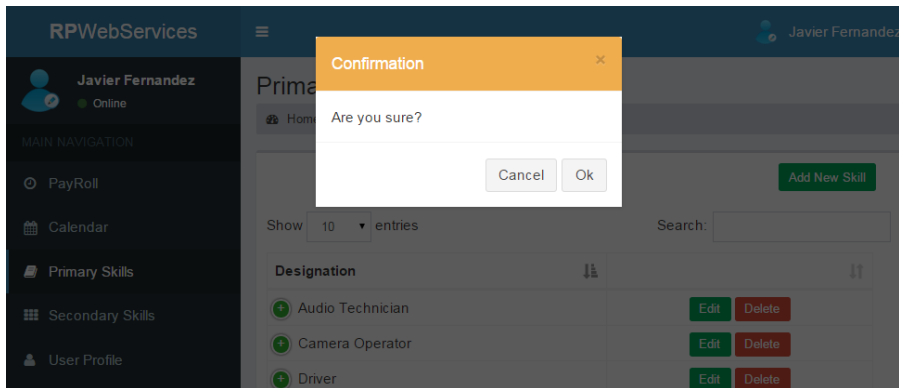 RPWebServices
Javier Fernandez
Javier Fernandez
Online
MAIN NAVIGATION
PayRoll
Calendar
Primary Skills
Secondary Skills
User Profile
Confirmation ×
Are you sure?
Cancel Ok
Prima
Home
Add New Skill
Show 10 entries Search:
Designation
Audio Technician Edit Delete
Camera Operator Edit Delete
Driver Edit Delete